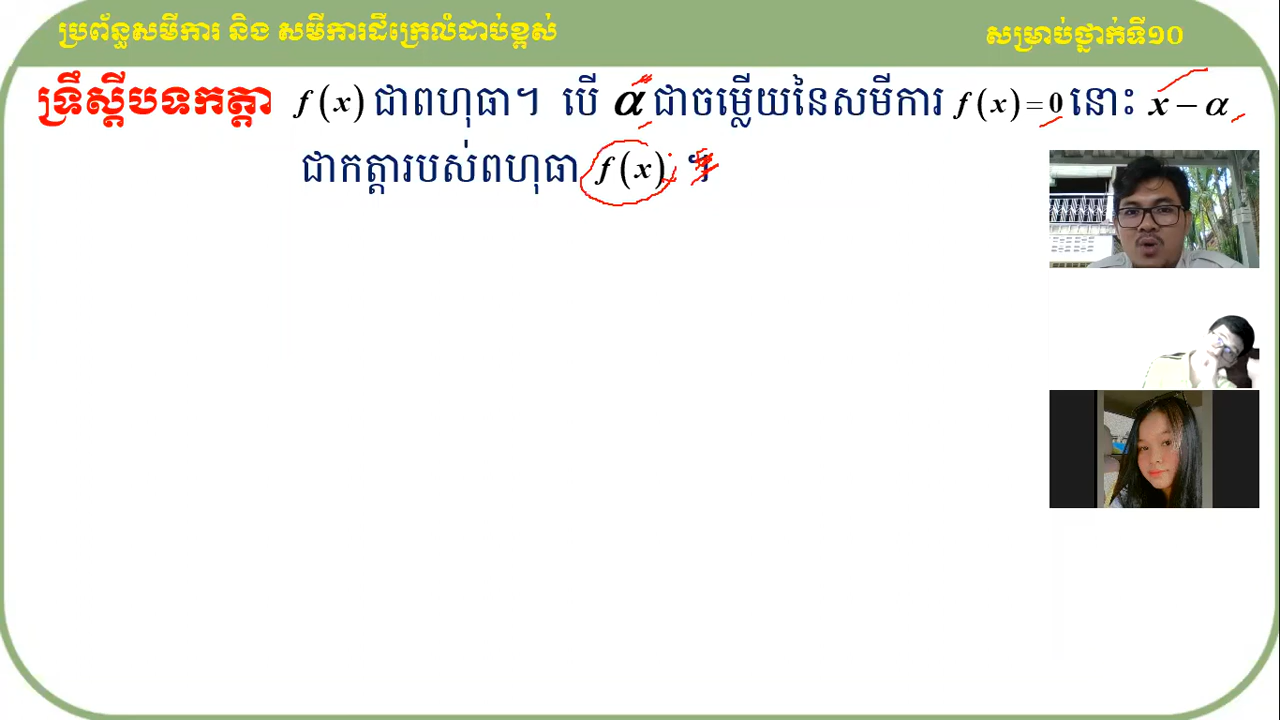 ប្រព័ន្ធសមីការ និង សមីការដឺក្រេលំដាប់ខ្ពស់
សម្រាប់ថ្នាក់ទី១០
ទ្រឹស្តីបទកត្តា f(x) ជាពហុធា។ បើ α ជាចម្លើយនៃសមីការ f(x)=0 នោះ x − α
ជាកត្តារបស់ពហុធា f(x) ។